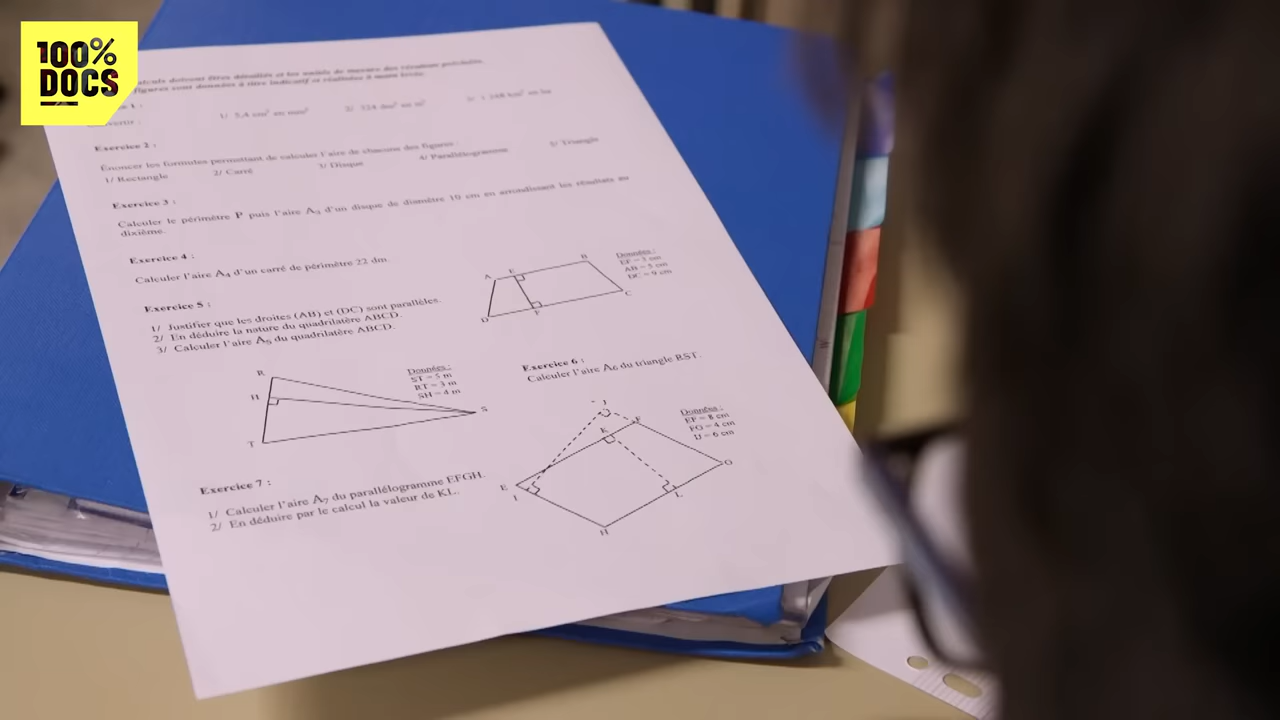 100%
DOCS
calculs doivent êtres détaillés et les unités de mesures des résultats précisées.
figures sont données à titre indicatif et réalisées à main levée.
1 :
1/ 5,4 cm² en mm²
2/ 324 dm² en m²
Exercice 2 :
Énoncer les formules permettant de calculer l'aire de chacune des figures :
1/ Rectangle 2/ Carré 3/ Disque 4/ Parallélogramme 5/ Triangle
Exercice 3 :
Calculer le périmètre P puis l'aire A3 d'un disque de diamètre 10 cm en arrondissant les résultats au
dixième.
Exercice 4 :
Calculer l'aire A4 d'un carré de périmètre 22 dm.
Exercice 5 :
1/ Justifier que les droites (AB) et (DC) sont parallèles.
2/ En déduire la nature du quadrilatère ABCD.
3/ Calculer l'aire A5 du quadrilatère ABCD.
A E B
D F C
Données :
EF = 3 cm
AB = 5 cm
DC = 9 cm
R
H
T
S
Données :
ST = 5 m
RT = 3 m
SH = 4 m
Exercice 6 :
Calculer l'aire A6 du triangle RST.
Exercice 7 :
1/ Calculer l'aire A7 du parallélogramme EFGH.
2/ En déduire par le calcul la valeur de KL.
J
K F
E
I
G
L
H
Données :
EF = 8 cm
FG = 4 cm
IJ = 6 cm